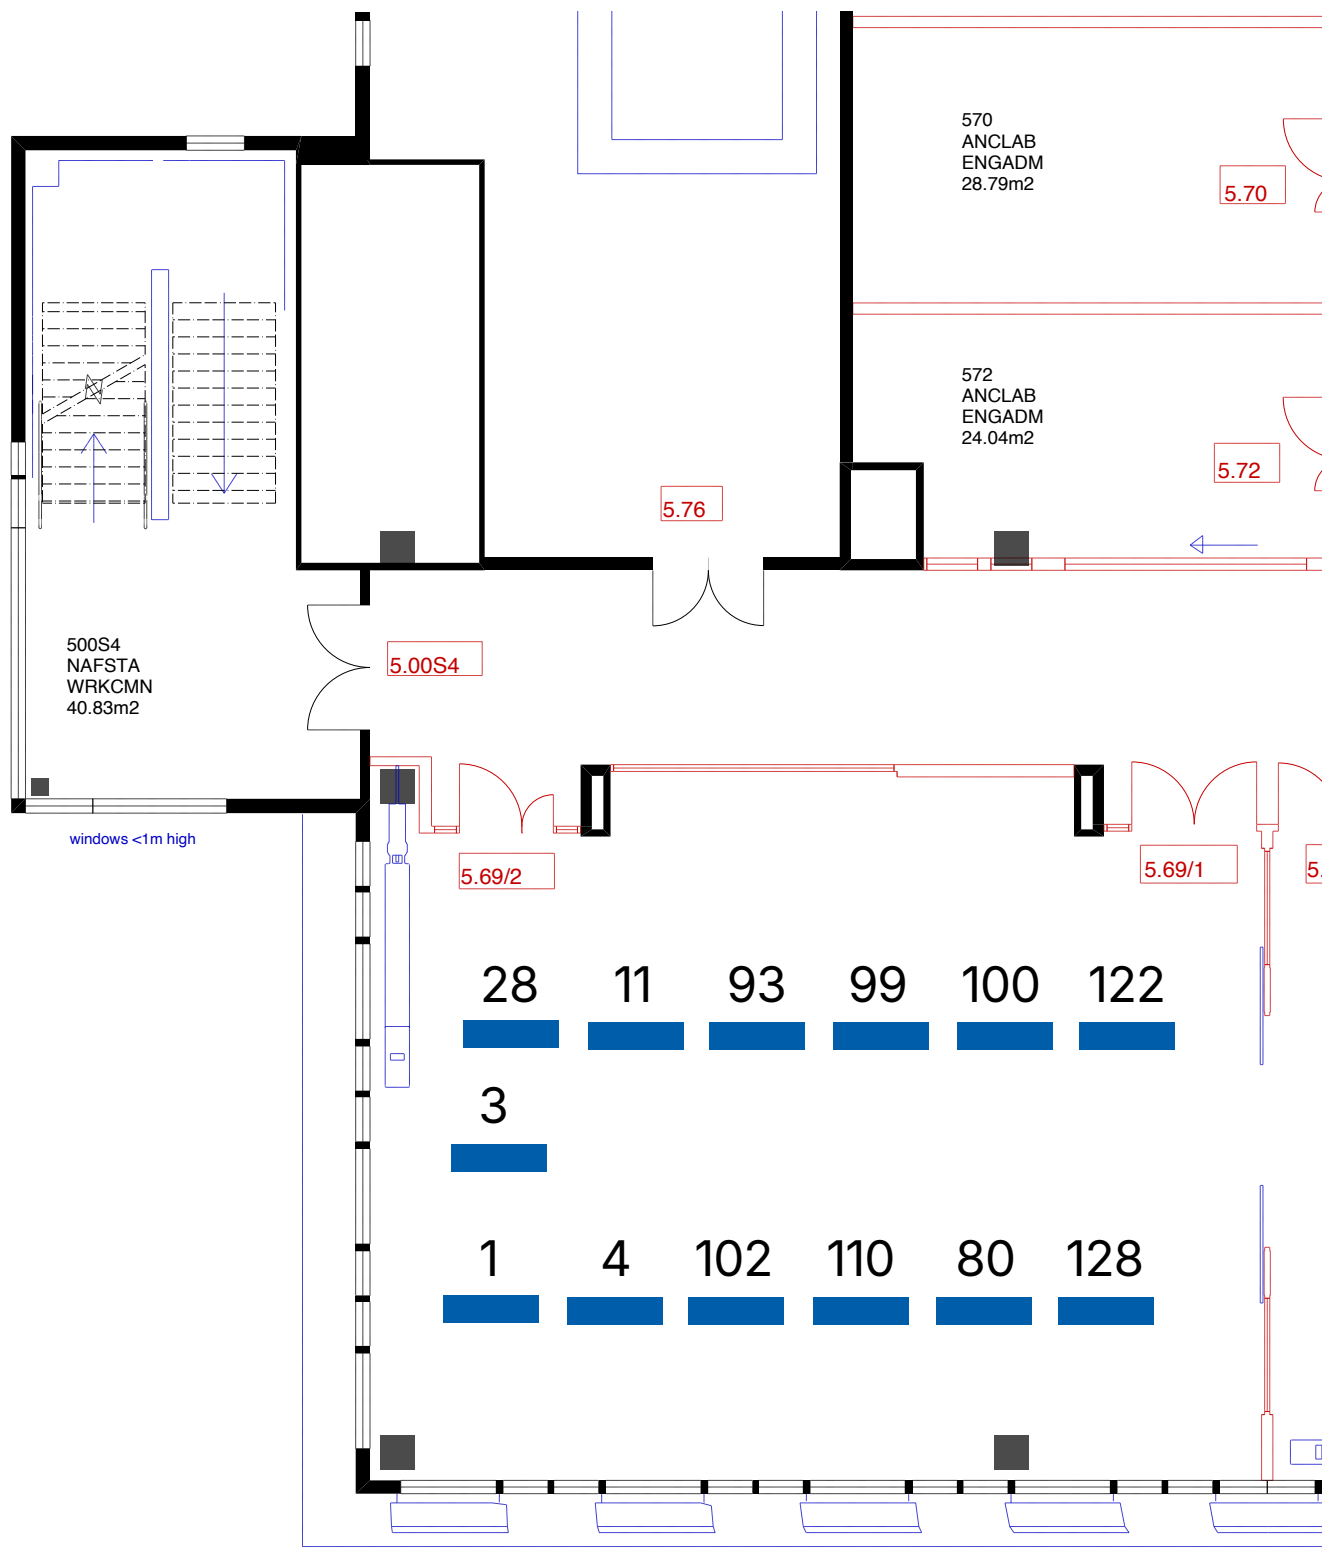 570
ANCLAB
ENGADM
28.79m2
5.70
572
ANCLAB
ENGADM
24.04m2
5.72
5.76
500S4
NAFSTA
WRKCMN
40.83m2
5.00S4
windows <1m high
5.69/2
5.69/1
5.
28 11 93 99 100 122
3
1 4 102 110 80 128